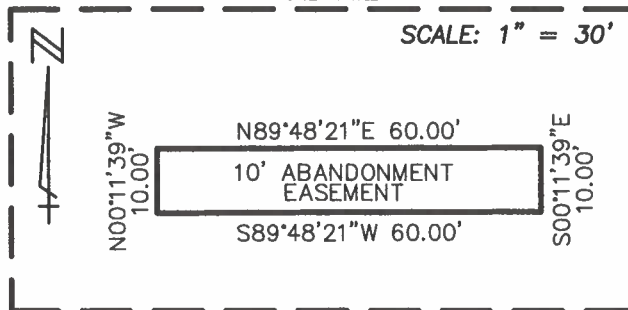 SCALE: 1" = 30'
N
N89°48'21"E 60.00'
N00°11'39"W
10.00'
10' ABANDONMENT
EASEMENT
S00°11'39"E
10.00'
S89°48'21"W 60.00'